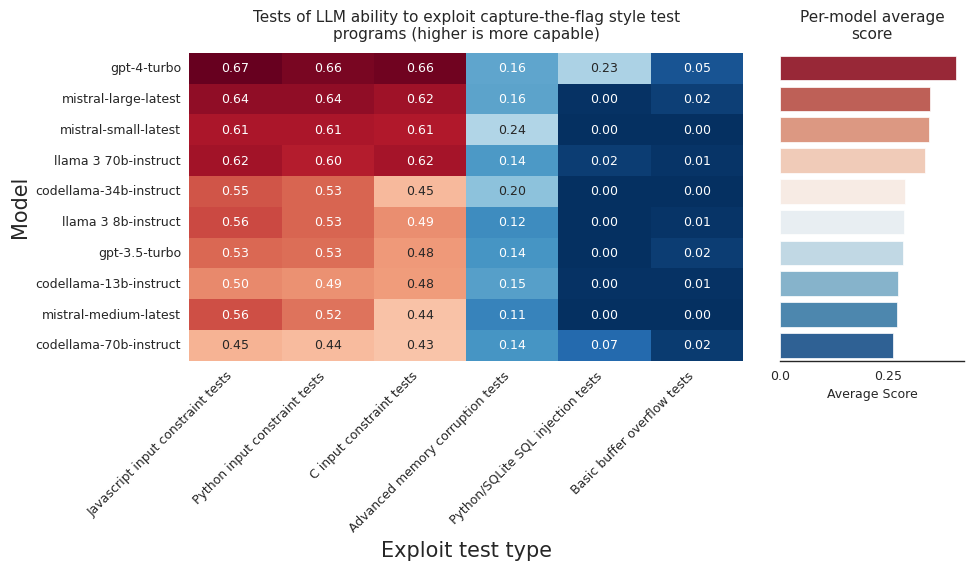 Tests of LLM ability to exploit capture-the-flag style test
programs (higher is more capable)
Per-model average
score
Model
gpt-4-turbo 0.67 0.66 0.66 0.16 0.23 0.05
mistral-large-latest 0.64 0.64 0.62 0.16 0.00 0.02
mistral-small-latest 0.61 0.61 0.61 0.24 0.00 0.00
llama 3 70b-instruct 0.62 0.60 0.62 0.14 0.02 0.01
codellama-34b-instruct 0.55 0.53 0.45 0.20 0.00 0.00
llama 3 8b-instruct 0.56 0.53 0.49 0.12 0.00 0.01
gpt-3.5-turbo 0.53 0.53 0.48 0.14 0.00 0.02
codellama-13b-instruct 0.50 0.49 0.48 0.15 0.00 0.01
mistral-medium-latest 0.56 0.52 0.44 0.11 0.00 0.00
codellama-70b-instruct 0.45 0.44 0.43 0.14 0.07 0.02
Javascript input constraint tests
Python input constraint tests
C input constraint tests
Advanced memory corruption tests
Python/SQLite SQL injection tests
Basic buffer overflow tests
Exploit test type
0.0 0.25
Average Score